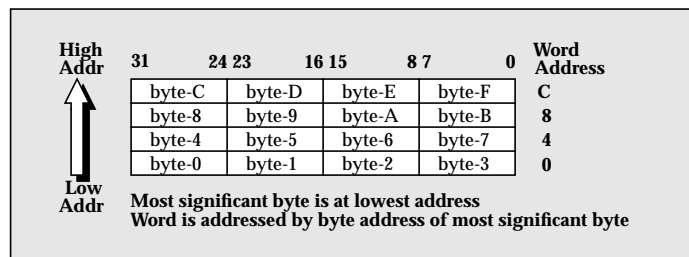 High Addr
31 24 23 16 15 8 7 0
Word Address
byte-C byte-D byte-E byte-F C
byte-8 byte-9 byte-A byte-B 8
byte-4 byte-5 byte-6 byte-7 4
byte-0 byte-1 byte-2 byte-3 0
Low Addr
Most significant byte is at lowest address
Word is addressed by byte address of most significant byte